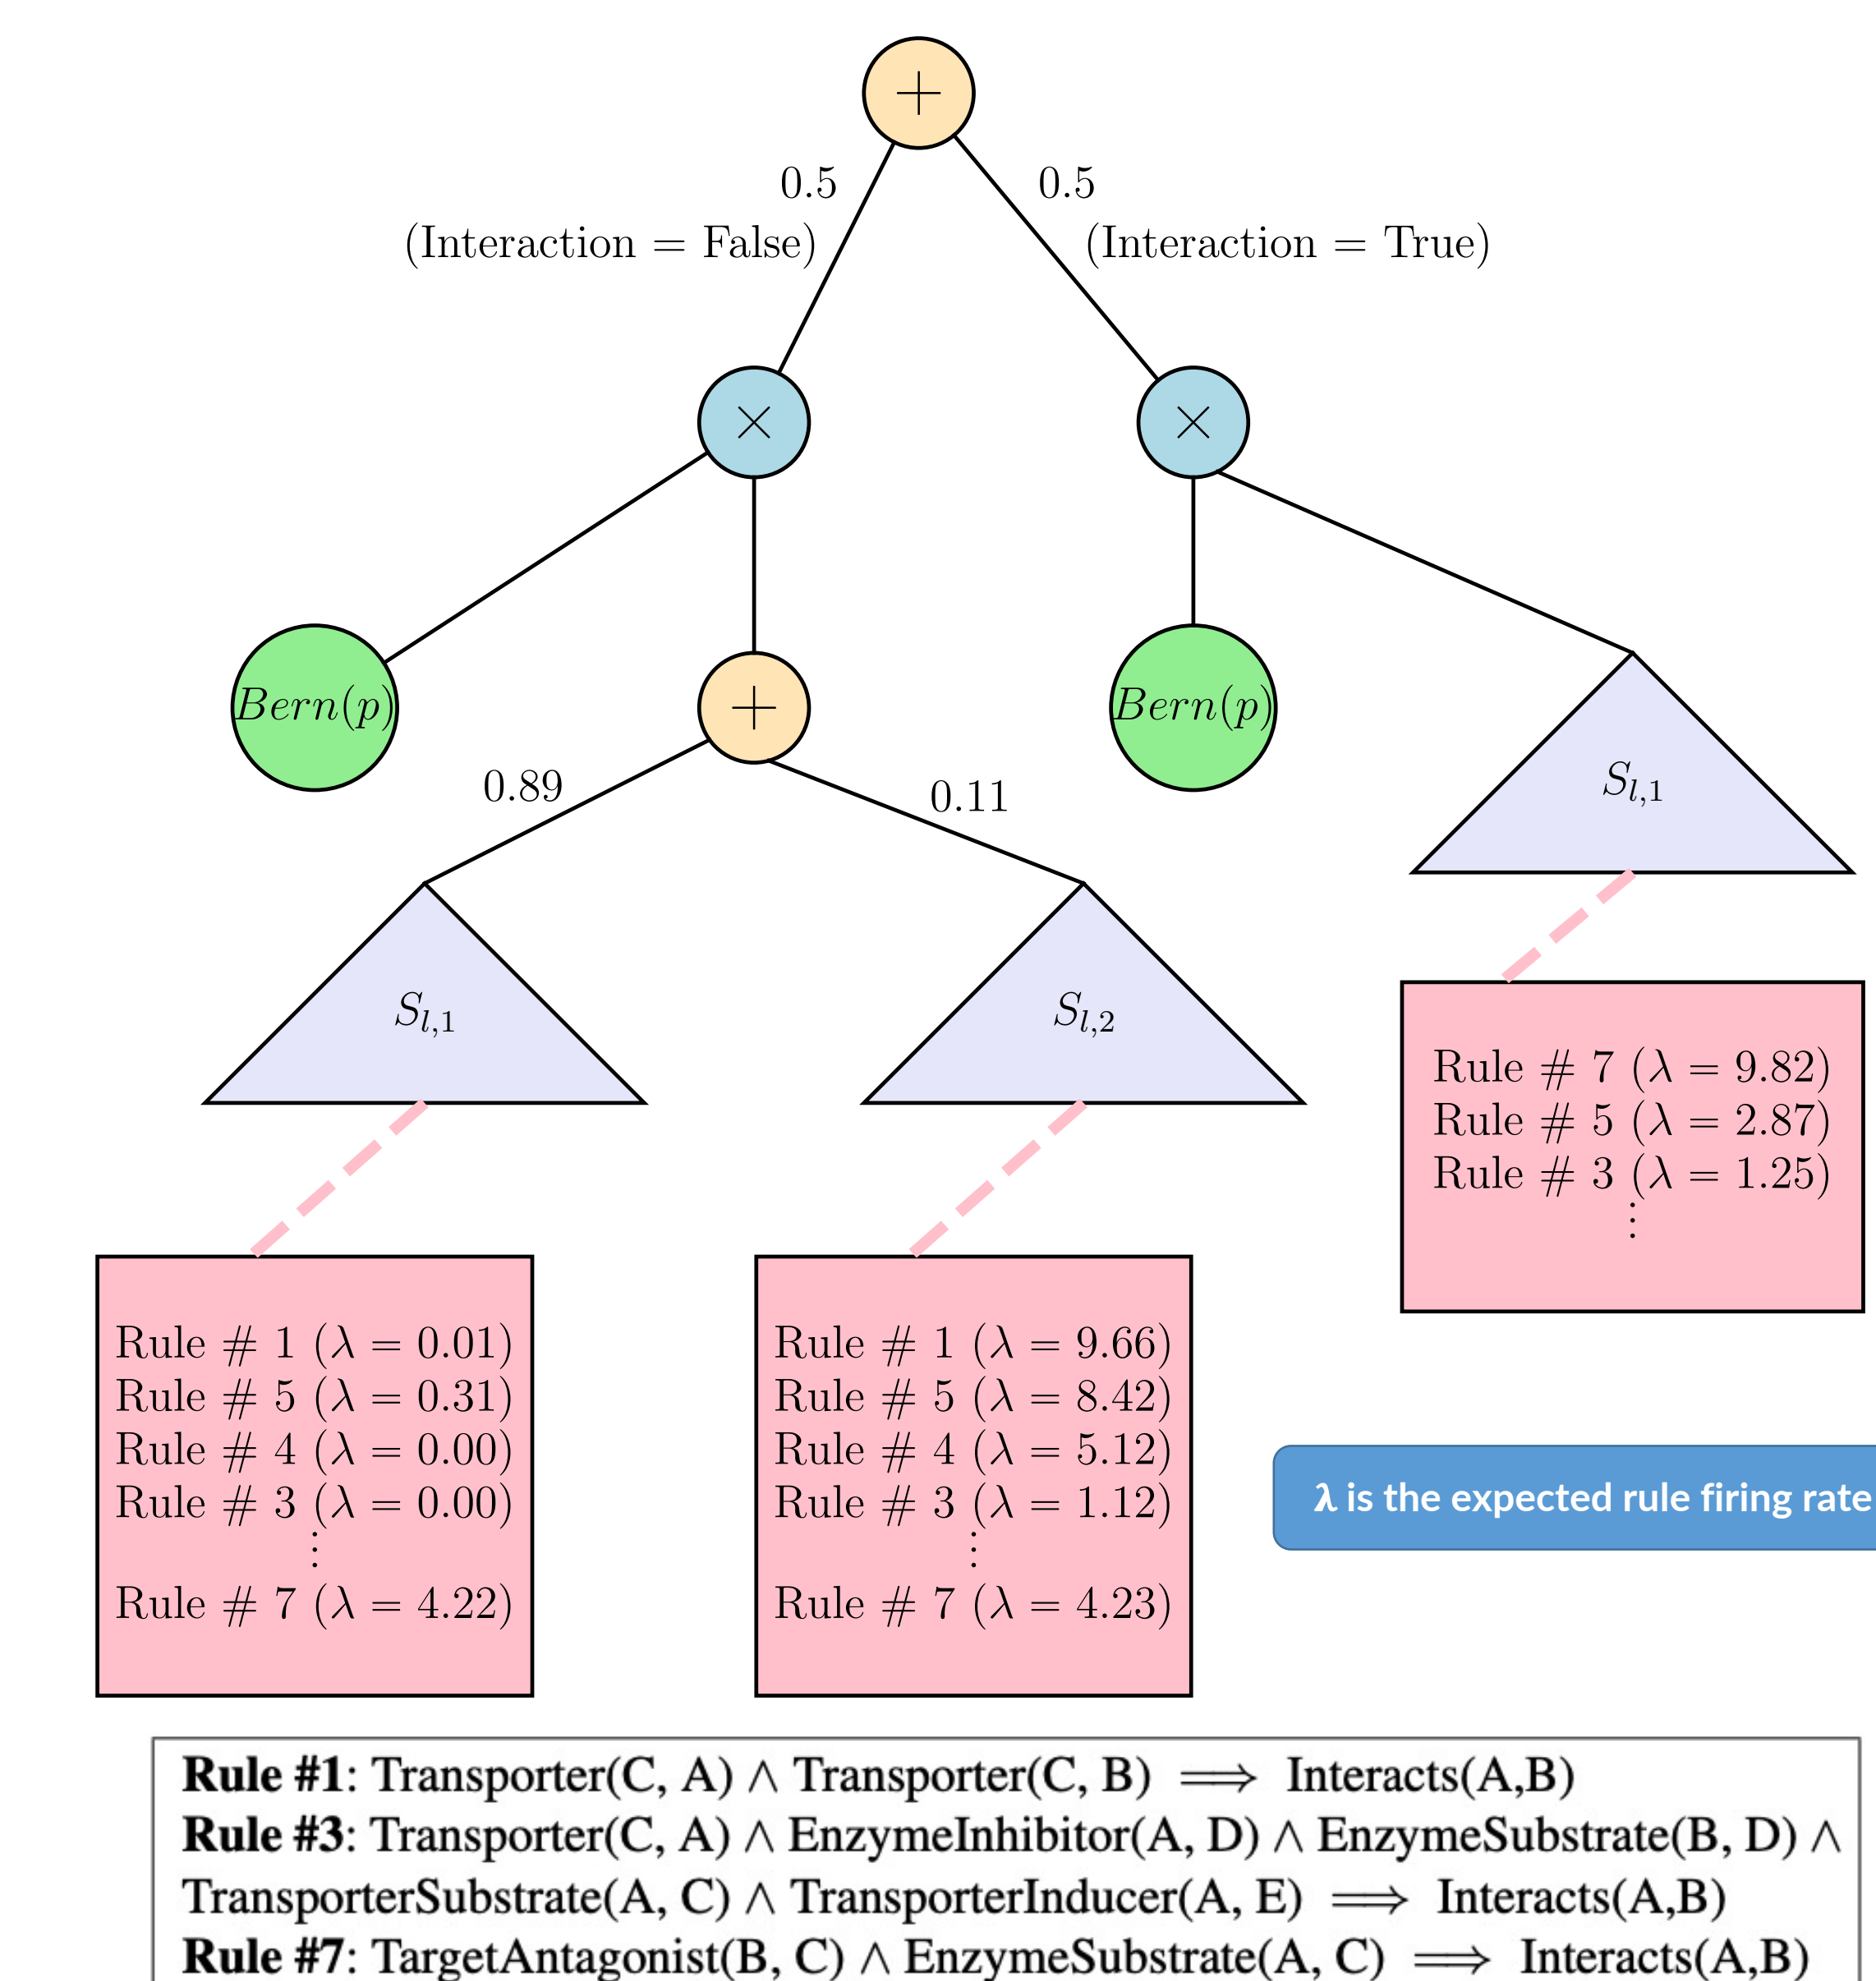 +
0.5
0.5
(Interaction = False)
(Interaction = True)
×
×
Bern(p)
+
Bern(p)
S_{l,1}
0.89
0.11
S_{l,1}
S_{l,2}
Rule # 7 (λ = 9.82)
Rule # 5 (λ = 2.87)
Rule # 3 (λ = 1.25)
⋮
Rule # 1 (λ = 0.01)
Rule # 5 (λ = 0.31)
Rule # 4 (λ = 0.00)
Rule # 3 (λ = 0.00)
⋮
Rule # 7 (λ = 4.22)
Rule # 1 (λ = 9.66)
Rule # 5 (λ = 8.42)
Rule # 4 (λ = 5.12)
Rule # 3 (λ = 1.12)
⋮
Rule # 7 (λ = 4.23)
λ is the expected rule firing rate
Rule #1: Transporter(C, A) ∧ Transporter(C, B) ⟹ Interacts(A,B)
Rule #3: Transporter(C, A) ∧ EnzymeInhibitor(A, D) ∧ EnzymeSubstrate(B, D) ∧
TransporterSubstrate(A, C) ∧ TransporterInducer(A, E) ⟹ Interacts(A,B)
Rule #7: TargetAntagonist(B, C) ∧ EnzymeSubstrate(A, C) ⟹ Interacts(A,B)